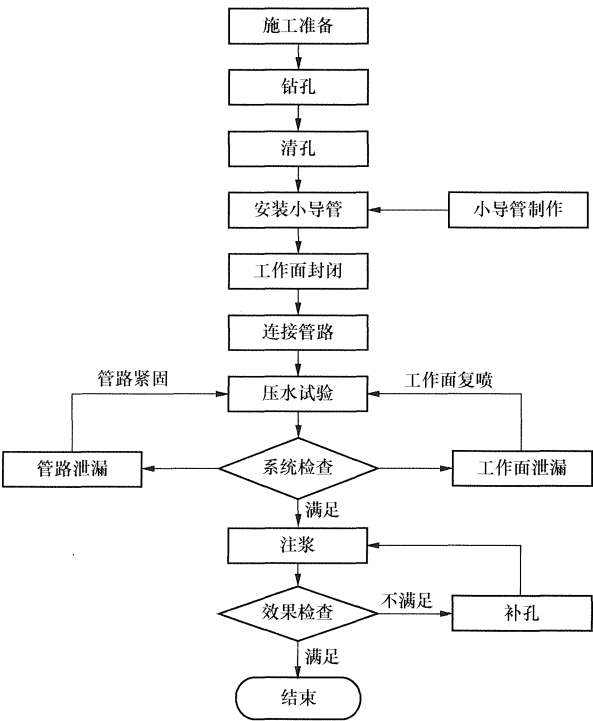 施工准备
钻孔
清孔
安装小导管
小导管制作
工作面封闭
连接管路
管路紧固
压水试验
工作面复喷
管路泄漏
系统检查
工作面泄漏
满足
注浆
效果检查
不满足
补孔
满足
结束